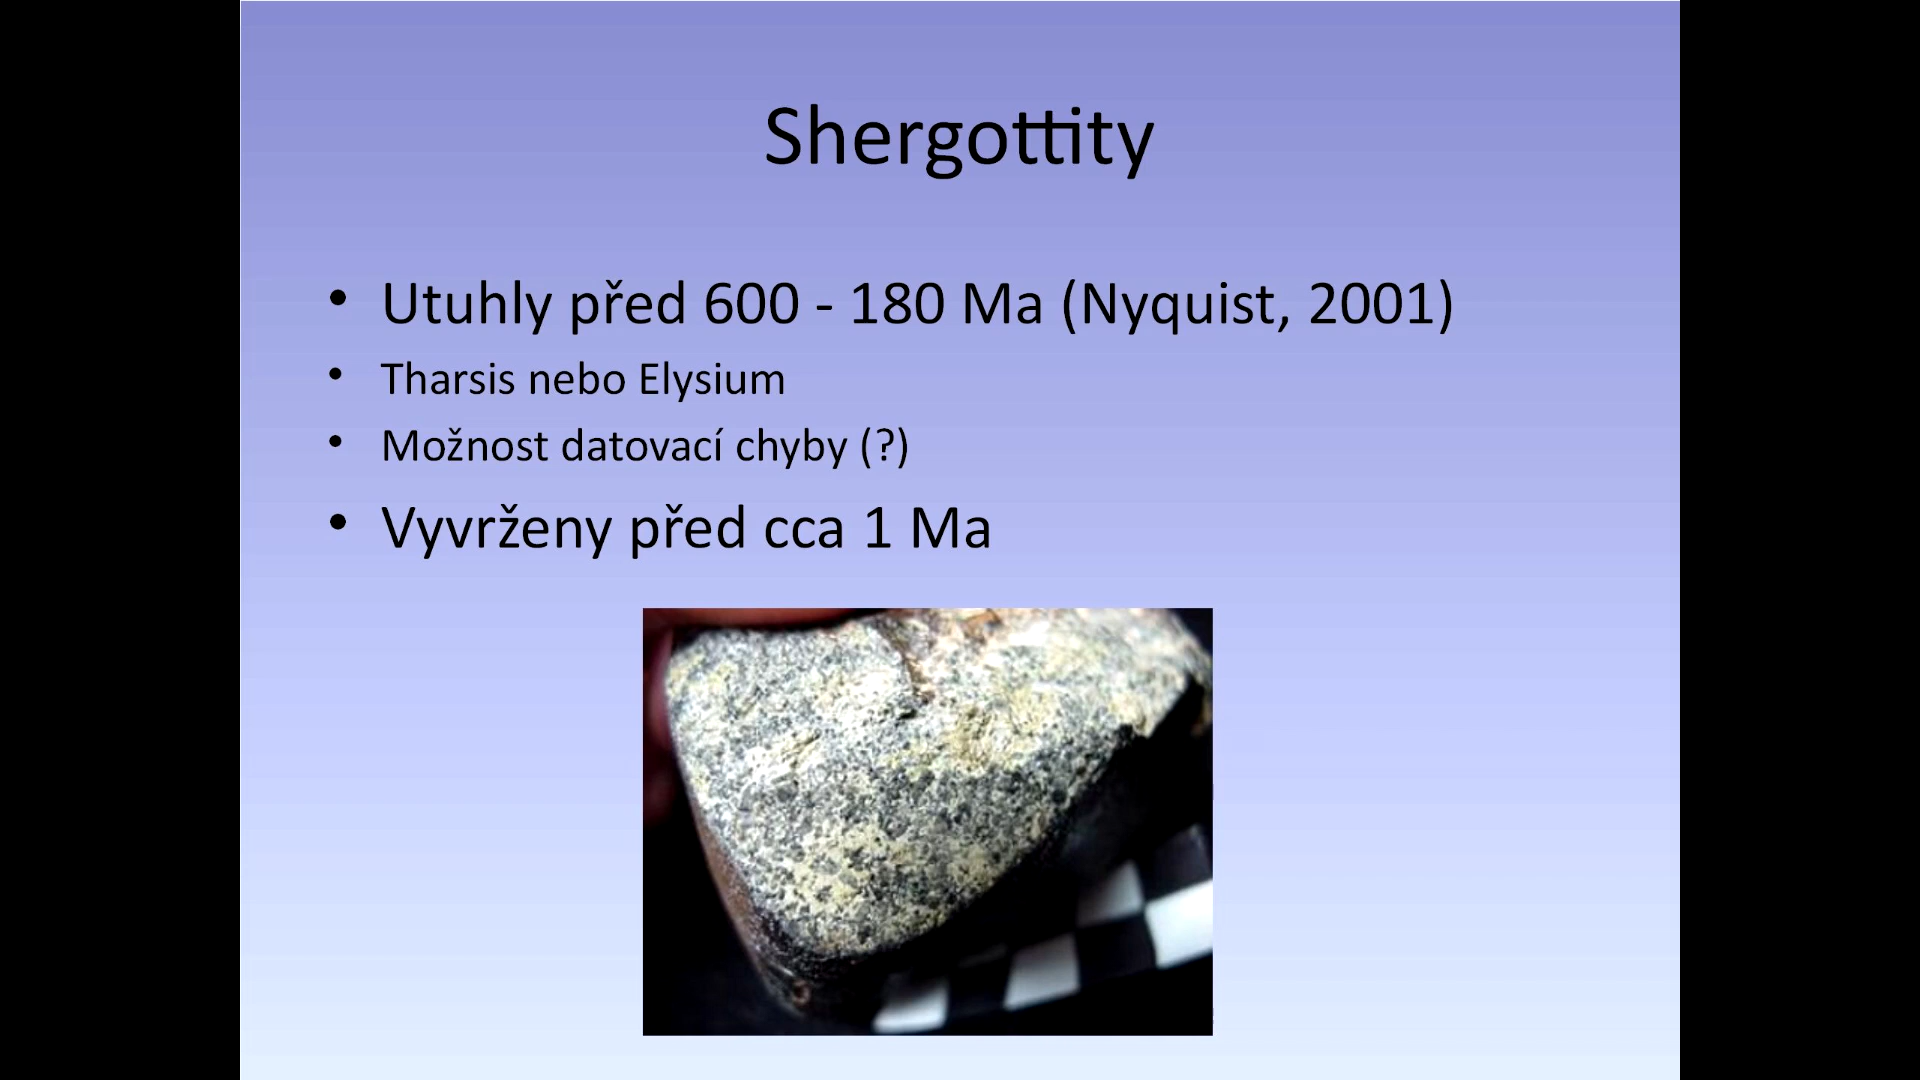 Shergottity
• Utuhly před 600 - 180 Ma (Nyquist, 2001)
• Tharsis nebo Elysium
• Možnost datovací chyby (?)
• Vyvrženy před cca 1 Ma